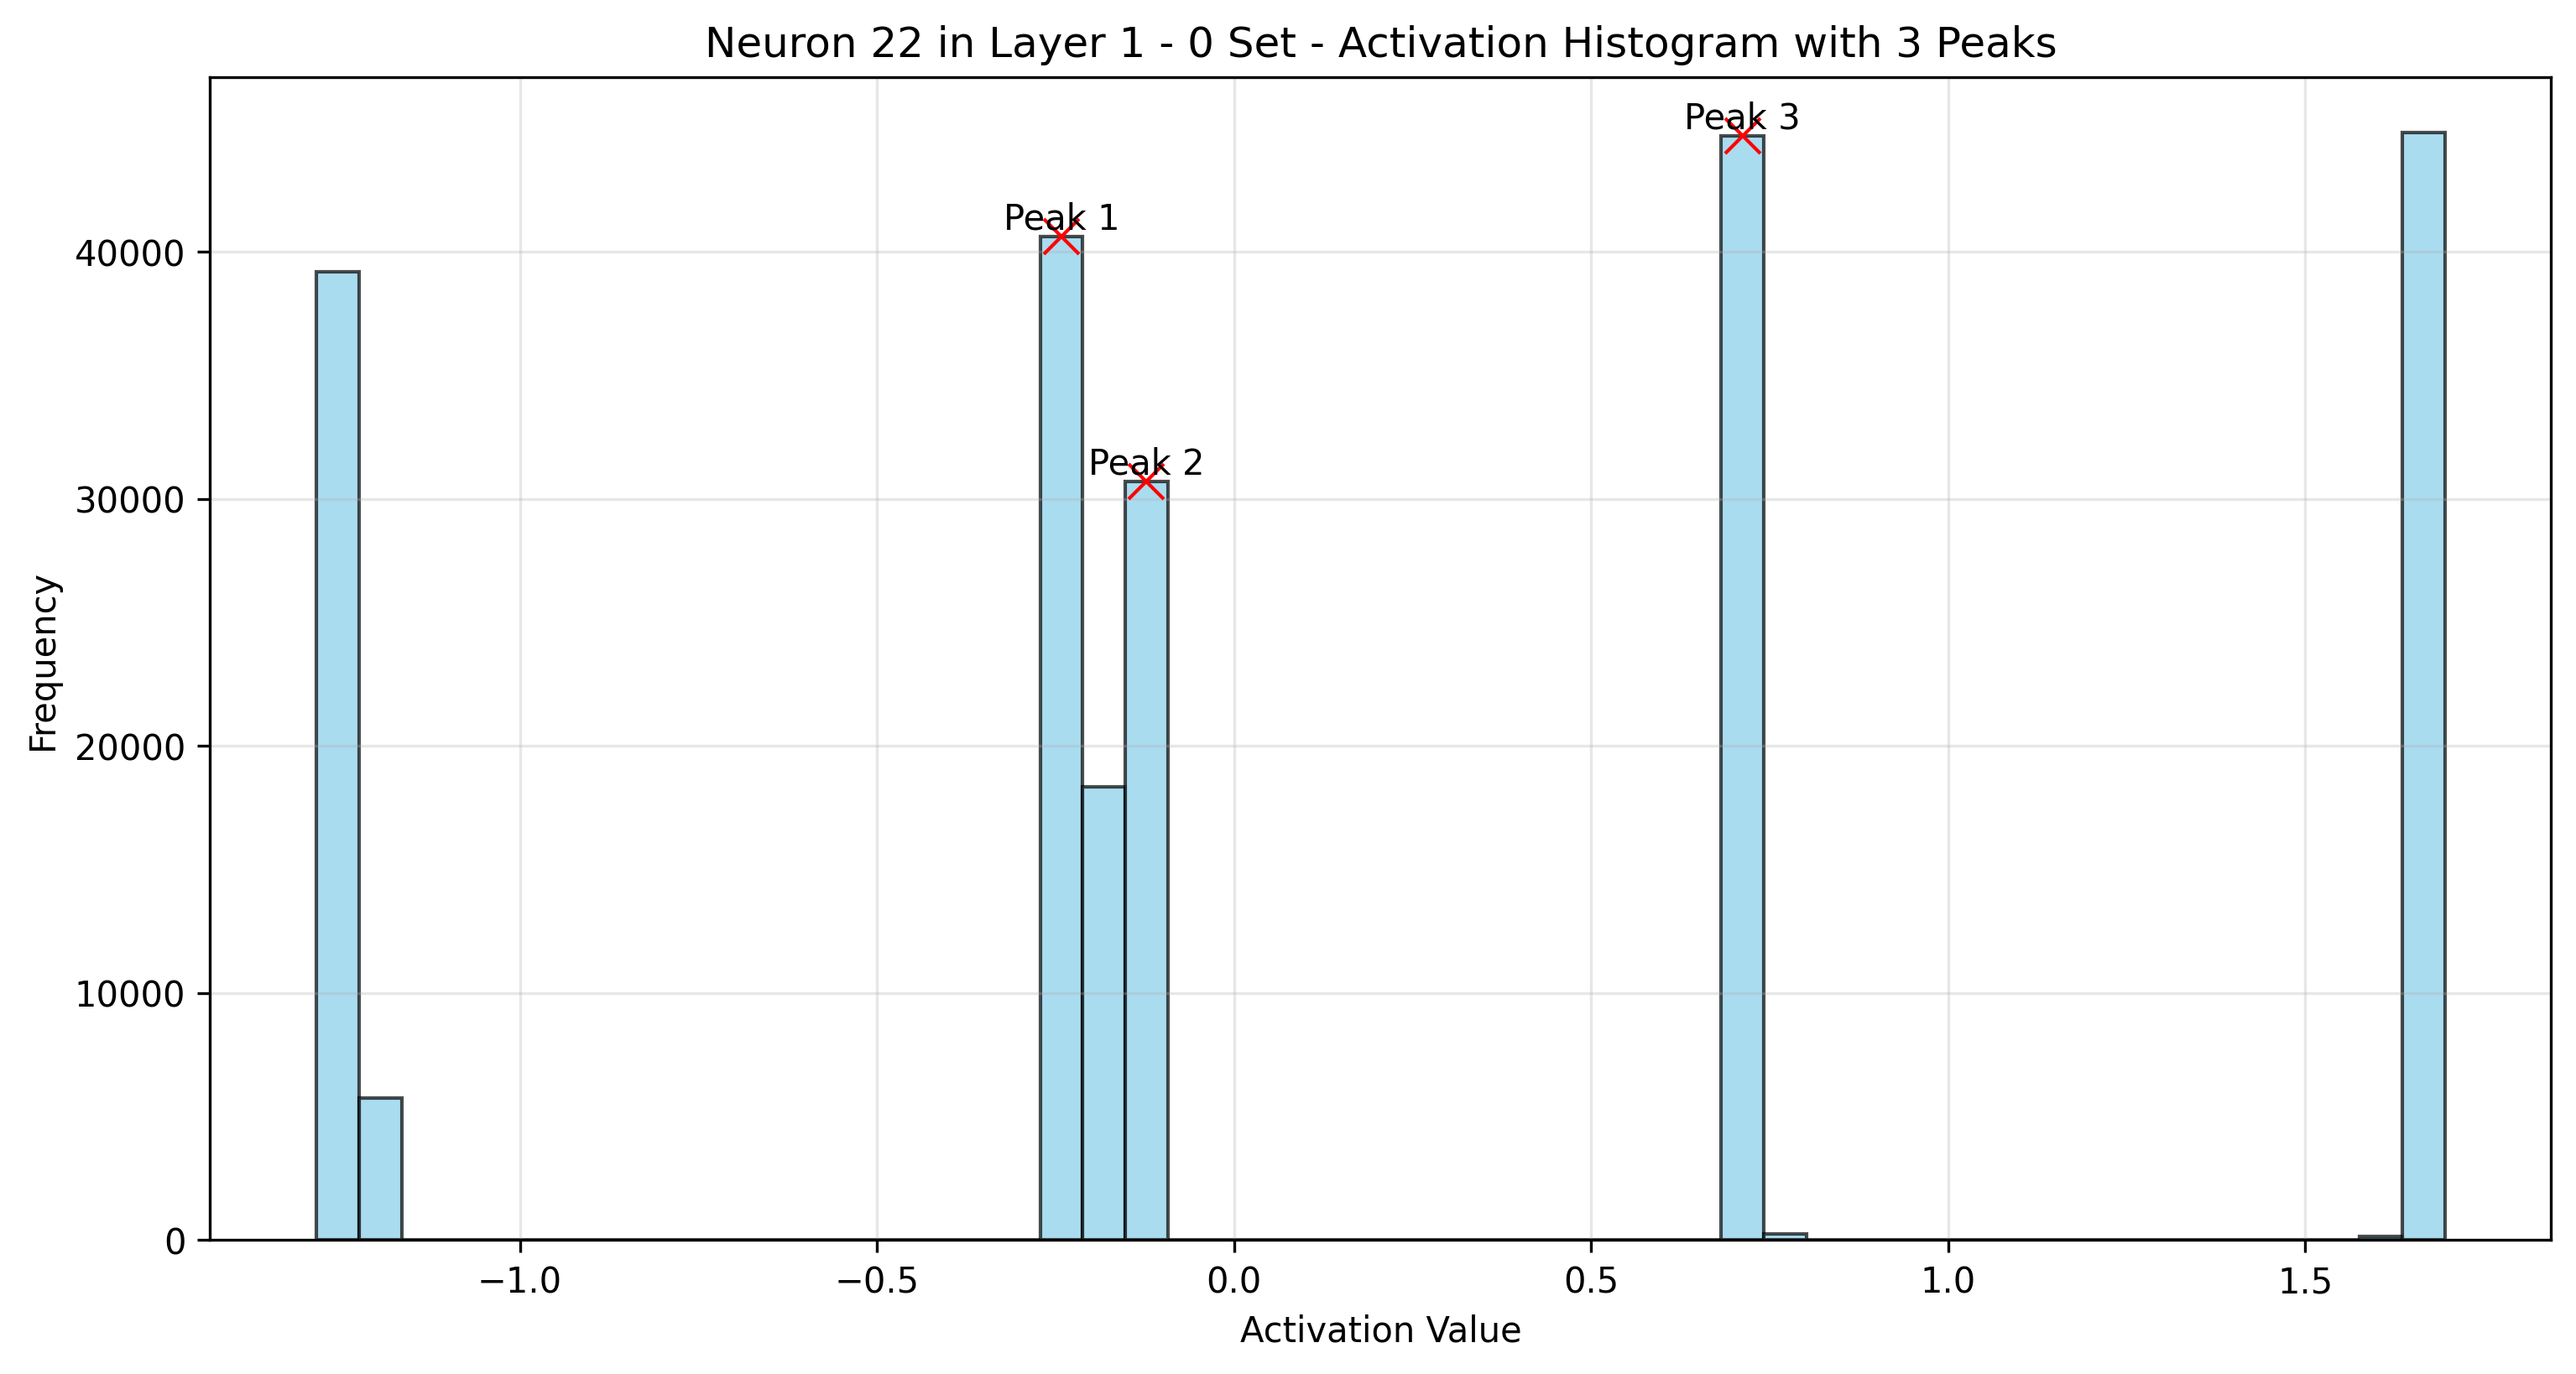 Neuron 22 in Layer 1 - 0 Set - Activation Histogram with 3 Peaks
Peak 3
Peak 1
Peak 2
Frequency
40000
30000
20000
10000
0
−1.0
−0.5
0.0
0.5
1.0
1.5
Activation Value